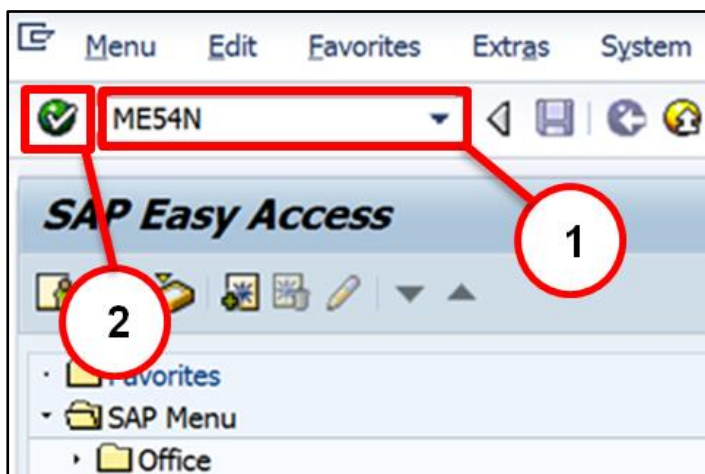 Menu Edit Favorites Extras System
ME54N
SAP Easy Access
1
2
Favorites
SAP Menu
Office